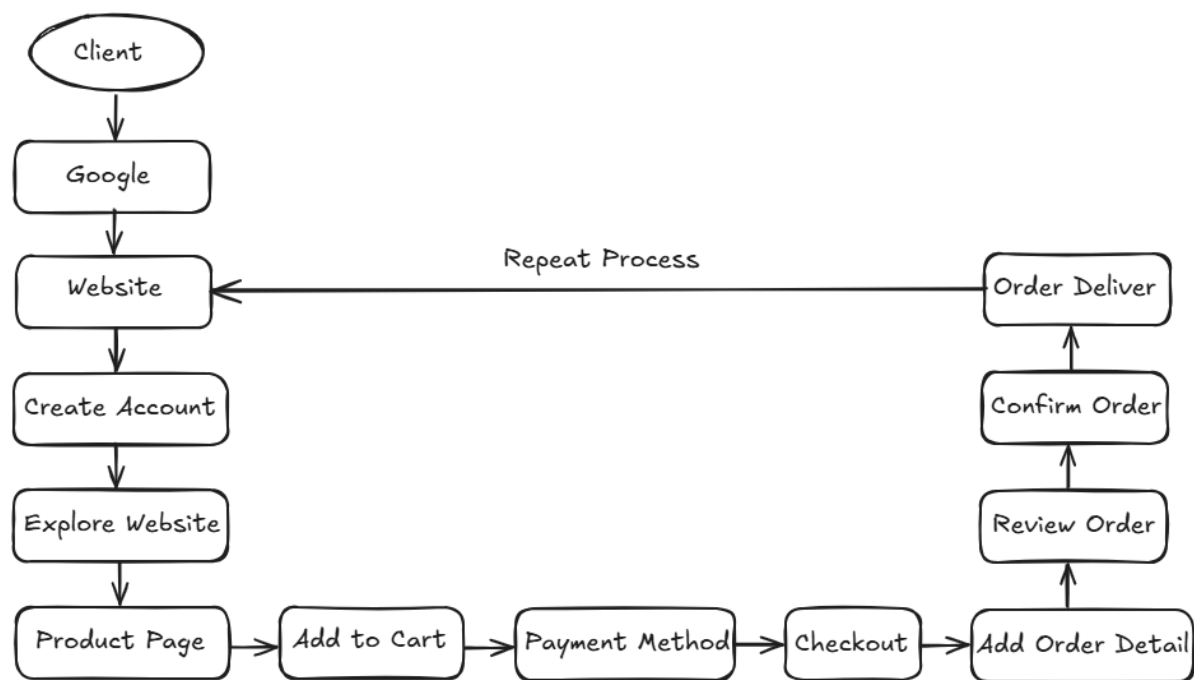 Client
Google
Website
Create Account
Explore Website
Product Page
Add to Cart
Payment Method
Checkout
Add Order Detail
Review Order
Confirm Order
Order Deliver
Repeat Process